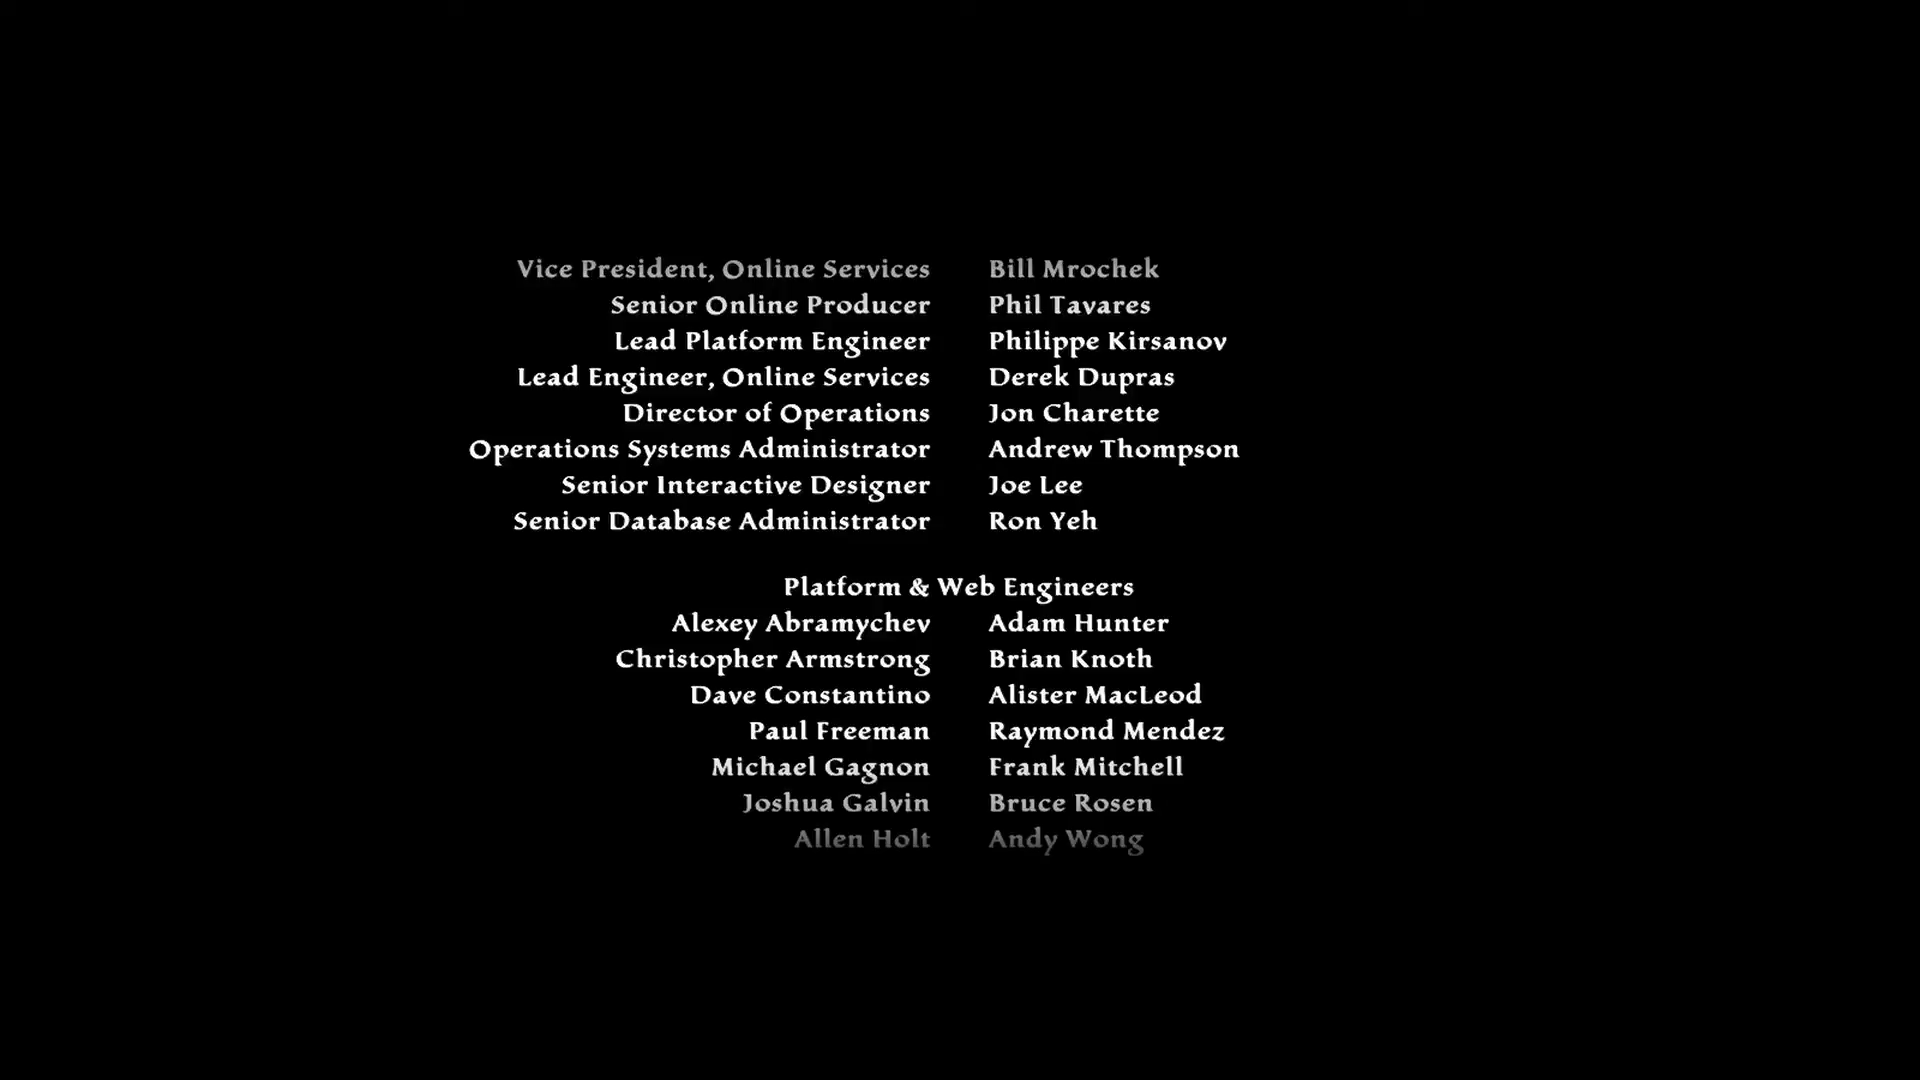 Vice President, Online Services Bill Mrochek
Senior Online Producer Phil Tavares
Lead Platform Engineer Philippe Kirsanov
Lead Engineer, Online Services Derek Dupras
Director of Operations Jon Charette
Operations Systems Administrator Andrew Thompson
Senior Interactive Designer Joe Lee
Senior Database Administrator Ron Yeh
Platform & Web Engineers
Alexey Abramychev Adam Hunter
Christopher Armstrong Brian Knoth
Dave Constantino Alister MacLeod
Paul Freeman Raymond Mendez
Michael Gagnon Frank Mitchell
Joshua Galvin Bruce Rosen
Allen Holt Andy Wong